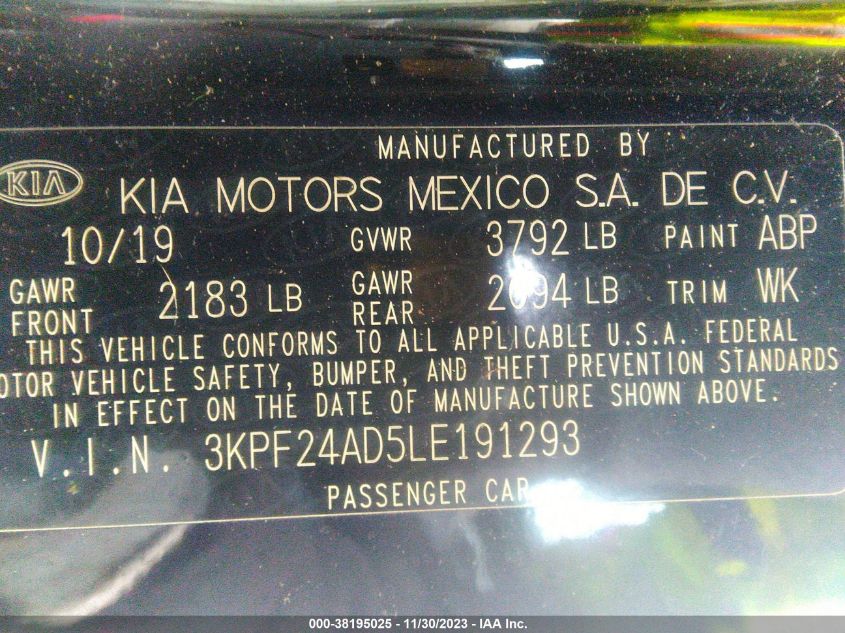 MANUFACTURED BY
KIA KIA MOTORS MEXICO S.A. DE C.V.
10/19 GVWR 3792 LB PAINT ABP
GAWR FRONT 2183 LB GAWR REAR 2094 LB TRIM WK
THIS VEHICLE CONFORMS TO ALL APPLICABLE U.S.A. FEDERAL
OTOR VEHICLE SAFETY, BUMPER, AND THEFT PREVENTION STANDARDS
IN EFFECT ON THE DATE OF MANUFACTURE SHOWN ABOVE.
V.I.N. 3KPF24AD5LE191293
PASSENGER CAR
000-38195025 - 11/30/2023 - IAA Inc.